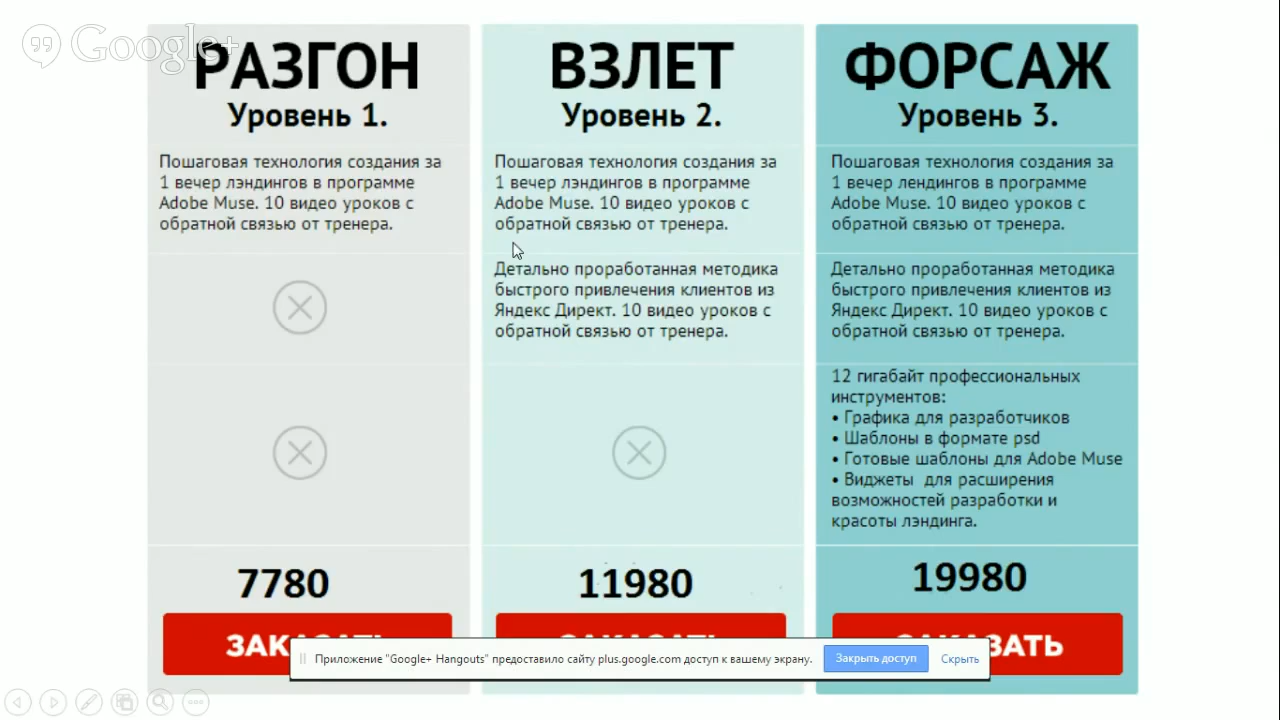 Google+
РАЗГОН
Уровень 1.
Пошаговая технология создания за
1 вечер лэндингов в программе
Adobe Muse. 10 видео уроков с
обратной связью от тренера.
7780
ЗАКАЗАТЬ
ВЗЛЕТ
Уровень 2.
Пошаговая технология создания за
1 вечер лэндингов в программе
Adobe Muse. 10 видео уроков с
обратной связью от тренера.
Детально проработанная методика
быстрого привлечения клиентов из
Яндекс Директ. 10 видео уроков с
обратной связью от тренера.
11980
ЗАКАЗАТЬ
ФОРСАЖ
Уровень 3.
Пошаговая технология создания за
1 вечер лендингов в программе
Adobe Muse. 10 видео уроков с
обратной связью от тренера.
Детально проработанная методика
быстрого привлечения клиентов из
Яндекс Директ. 10 видео уроков с
обратной связью от тренера.
12 гигабайт профессиональных
инструментов:
• Графика для разработчиков
• Шаблоны в формате psd
• Готовые шаблоны для Adobe Muse
• Виджеты для расширения
возможностей разработки и
красоты лэндинга.
19980
ЗАКАЗАТЬ
Приложение "Google+ Hangouts" предоставило сайту plus.google.com доступ к вашему экрану. Закрыть доступ Скрыть